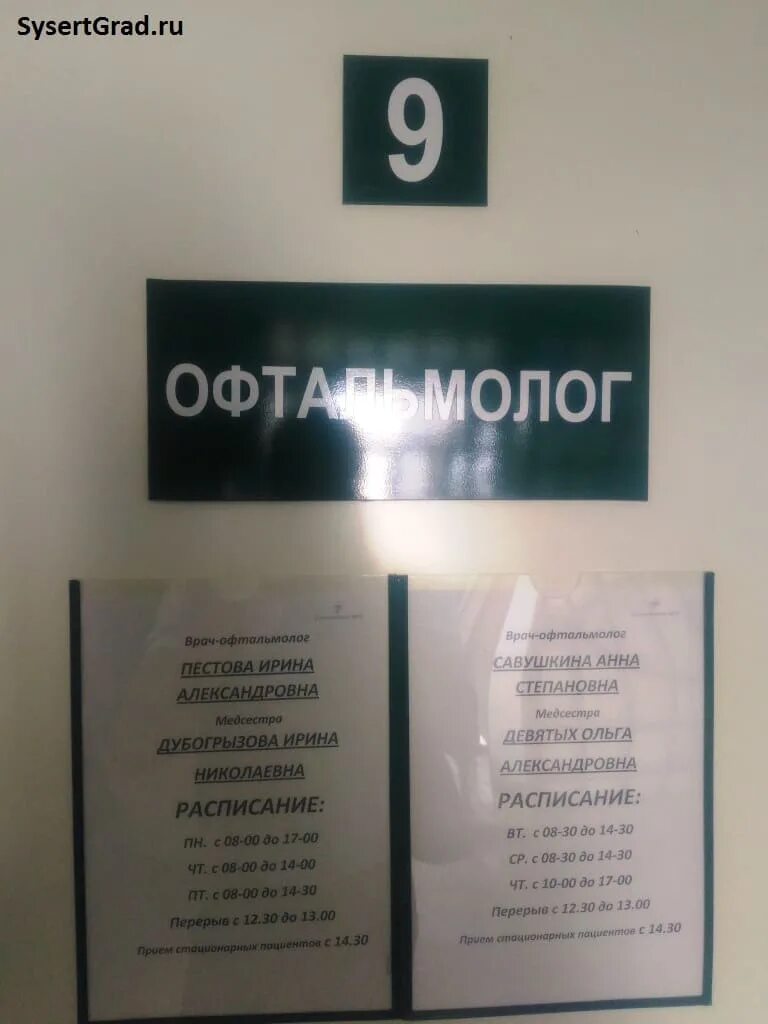 SysertGrad.ru
9
ОФТАЛЬМОЛОГ
Врач-офтальмолог
ПЕСТОВА ИРИНА
АЛЕКСАНДРОВНА
Медсестра
ДУБОГРЫЗОВА ИРИНА
НИКОЛАЕВНА
РАСПИСАНИЕ:
ПН. с 08-00 до 17-00
ЧТ. с 08-00 до 14-00
ПТ. с 08-00 до 14-30
Перерыв с 12.30 до 13.00
Прием стационарных пациентов с 14.30
Врач-офтальмолог
САВУШКИНА АННА
СТЕПАНОВНА
Медсестра
ДЕВЯТЫХ ОЛЬГА
АЛЕКСАНДРОВНА
РАСПИСАНИЕ:
ВТ. с 08-30 до 14-30
СР. с 08-30 до 14-30
ЧТ. с 10-00 до 17-00
Перерыв с 12.30 до 13.00
Прием стационарных пациентов с 14.30